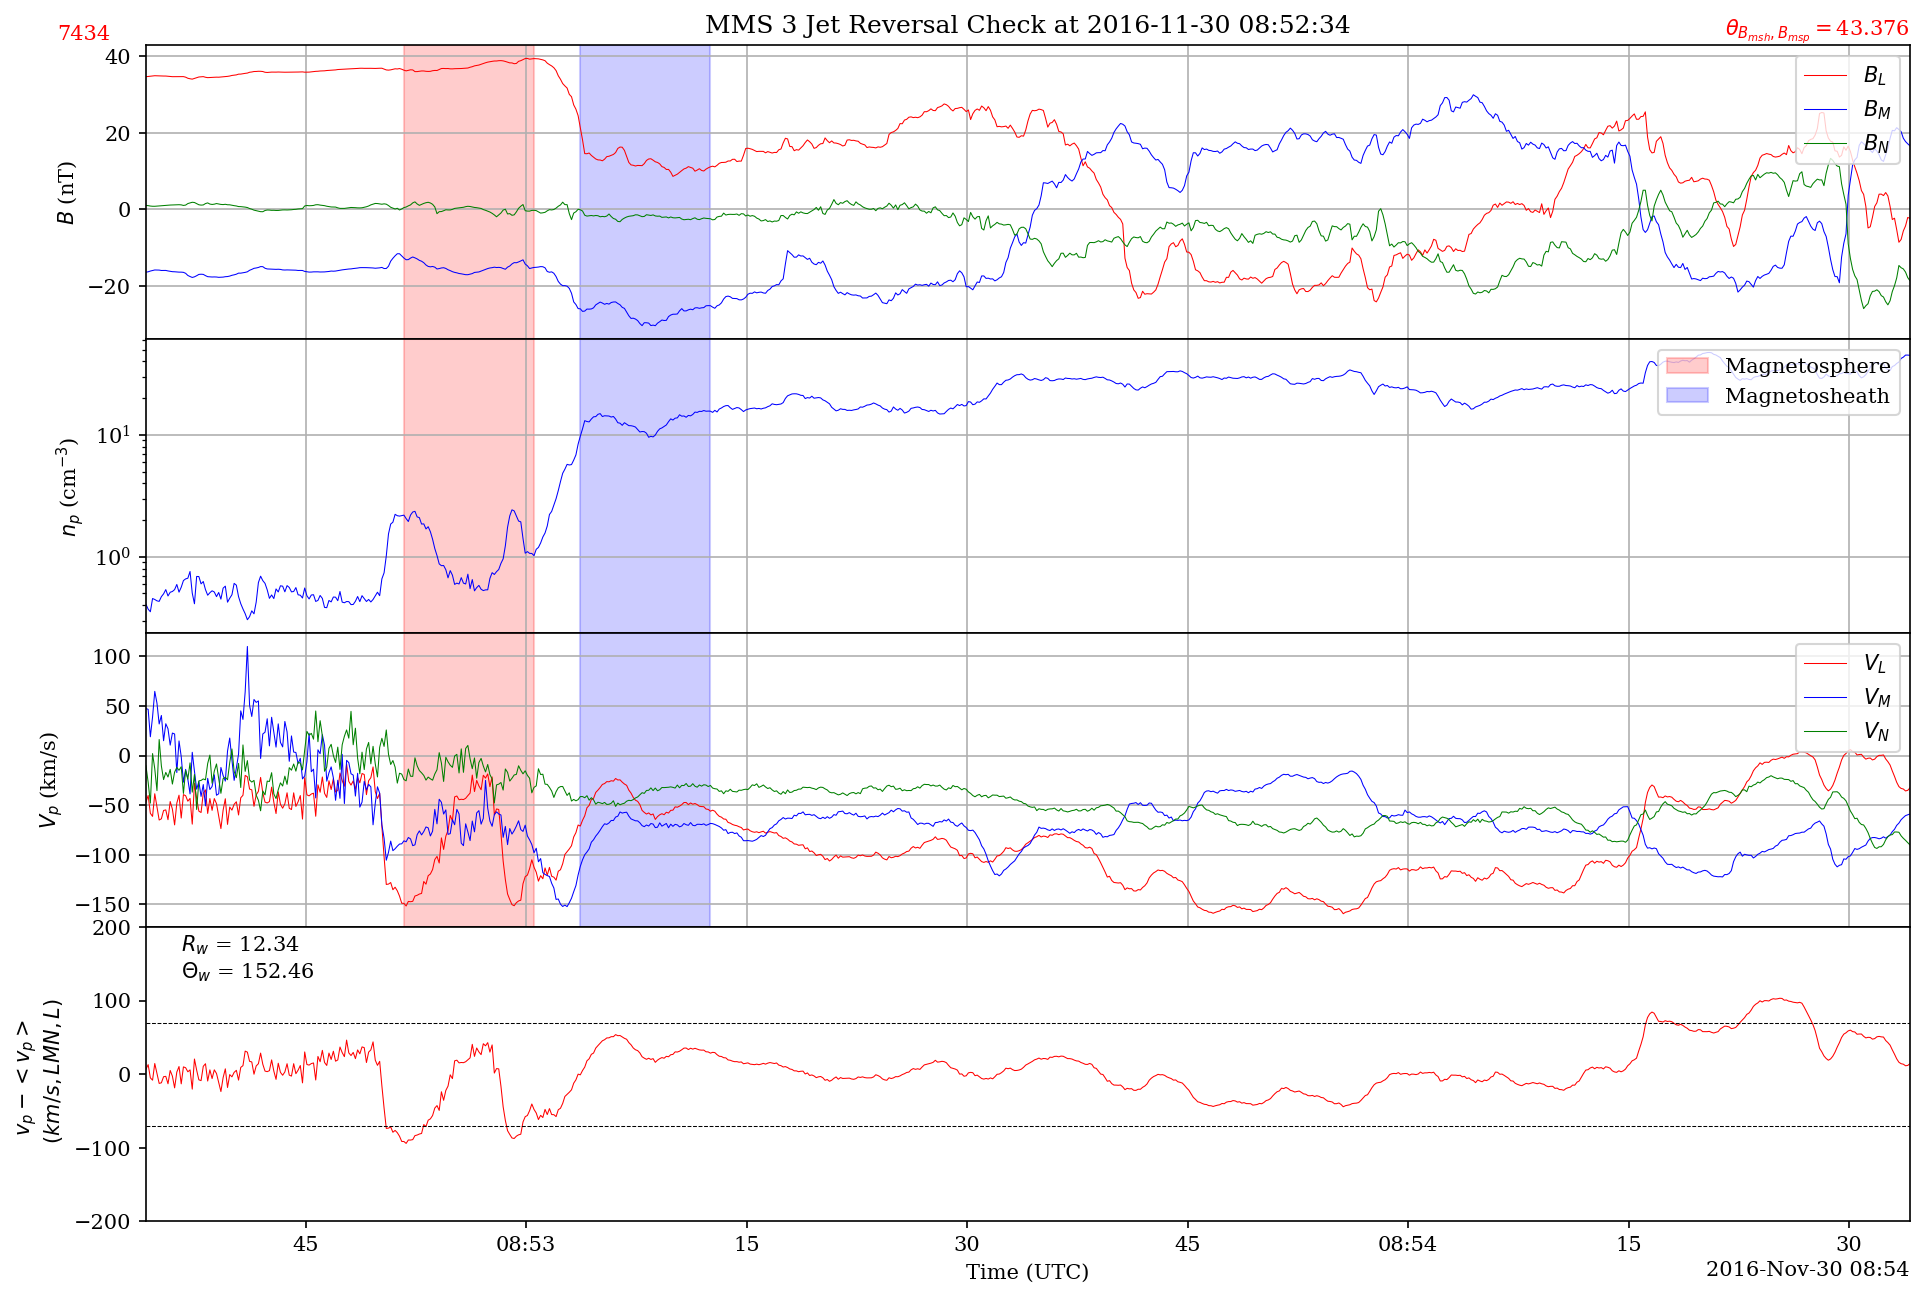 MMS 3 Jet Reversal Check at 2016-11-30 08:52:34
7434
θ_{B_{msh}, B_{msp}} = 43.376
40
20
0
−20
B (nT)
B_L
B_M
B_N
10^1
10^0
n_p (cm^{−3})
Magnetosphere
Magnetosheath
100
50
0
−50
−100
−150
V_p (km/s)
V_L
V_M
V_N
200
100
0
−100
−200
v_p − <v_p>
(km/s, LMN, L)
R_w = 12.34
Θ_w = 152.46
45
08:53
15
30
45
08:54
15
30
Time (UTC)
2016-Nov-30 08:54